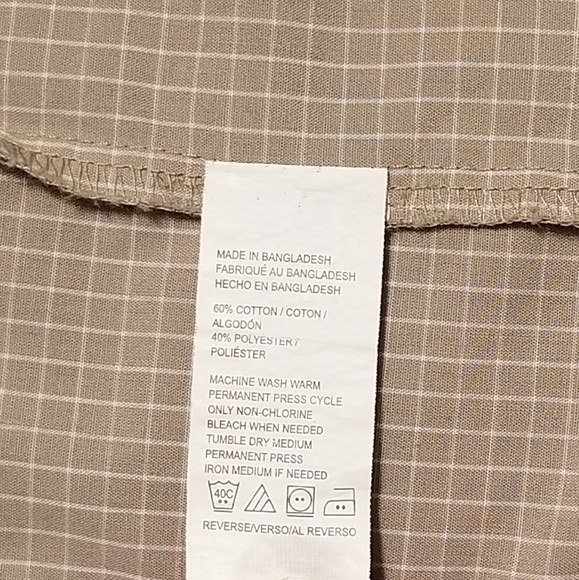 MADE IN BANGLADESH
FABRIQUÉ AU BANGLADESH
HECHO EN BANGLADESH
60% COTTON / COTON /
ALGODÓN
40% POLYESTER /
POLIÉSTER
MACHINE WASH WARM
PERMANENT PRESS CYCLE
ONLY NON-CHLORINE
BLEACH WHEN NEEDED
TUMBLE DRY MEDIUM
PERMANENT PRESS
IRON MEDIUM IF NEEDED
40C
REVERSE/VERSO/AL REVERSO